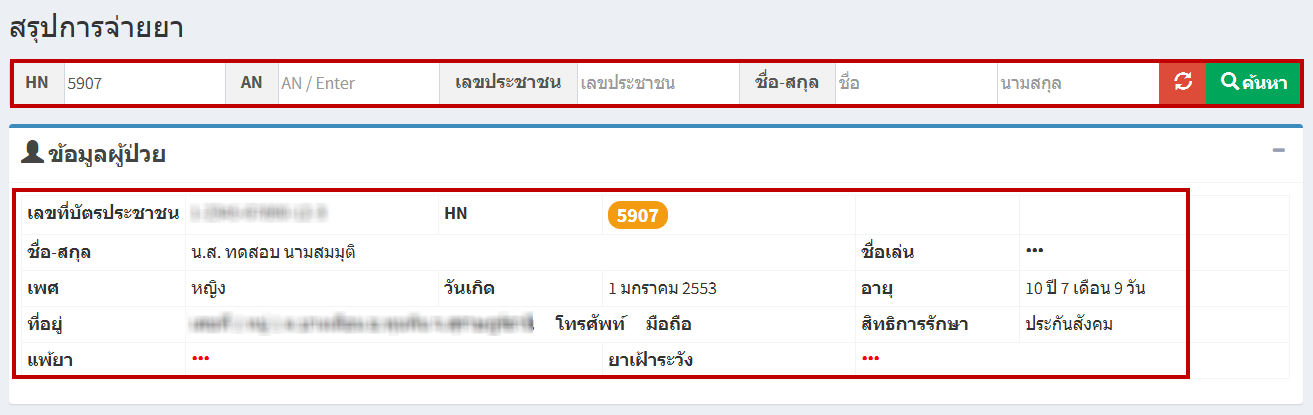 สรุปการจ่ายยา
HN 5907 AN AN / Enter เลขประชาชน เลขประชาชน ชื่อ-สกุล ชื่อ นามสกุล ค้นหา
ข้อมูลผู้ป่วย
เลขที่บัตรประชาชน HN 5907
ชื่อ-สกุล น.ส. ทดสอบ นามสมมุติ ชื่อเล่น •••
เพศ หญิง วันเกิด 1 มกราคม 2553 อายุ 10 ปี 7 เดือน 9 วัน
ที่อยู่ โทรศัพท์ มือถือ สิทธิการรักษา ประกันสังคม
แพ้ยา ••• ยาเฝ้าระวัง •••